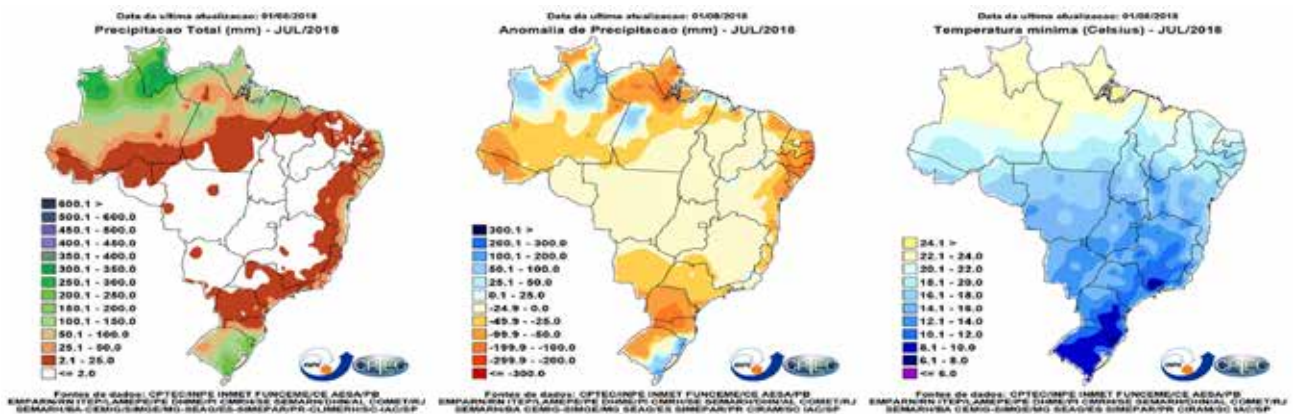 Data da ultima atualizacao: 01/08/2018
Precipitacao Total (mm) - JUL/2018
600.1 >
500.1 - 600.0
450.1 - 500.0
400.1 - 450.0
350.1 - 400.0
300.1 - 350.0
250.1 - 300.0
200.1 - 250.0
150.1 - 200.0
100.1 - 150.0
50.1 - 100.0
25.1 - 50.0
2.1 - 25.0
<= 2.0
CPTEC
Fontes de dados: CPTEC/INPE INMET FUNCEME/CE AESA/PB
Data da ultima atualizacao: 01/08/2018
Anomalia de Precipitacao (mm) - JUL/2018
300.1 >
200.1 - 300.0
100.1 - 200.0
50.1 - 100.0
25.1 - 50.0
0.1 - 25.0
-24.9 - 0.0
-49.9 - -25.0
-99.9 - -50.0
-199.9 - -100.0
-299.9 - -200.0
<= -300.0
CPTEC
Fontes de dados: CPTEC/INPE INMET FUNCEME/CE AESA/PB
Data da ultima atualizacao: 01/08/2018
Temperatura minima (Celsius) - JUL/2018
24.1 >
22.1 - 24.0
20.1 - 22.0
18.1 - 20.0
16.1 - 18.0
14.1 - 16.0
12.1 - 14.0
10.1 - 12.0
8.1 - 10.0
6.1 - 8.0
<= 6.0
CPTEC
Fontes de dados: CPTEC/INPE INMET FUNCEME/CE AESA/PB